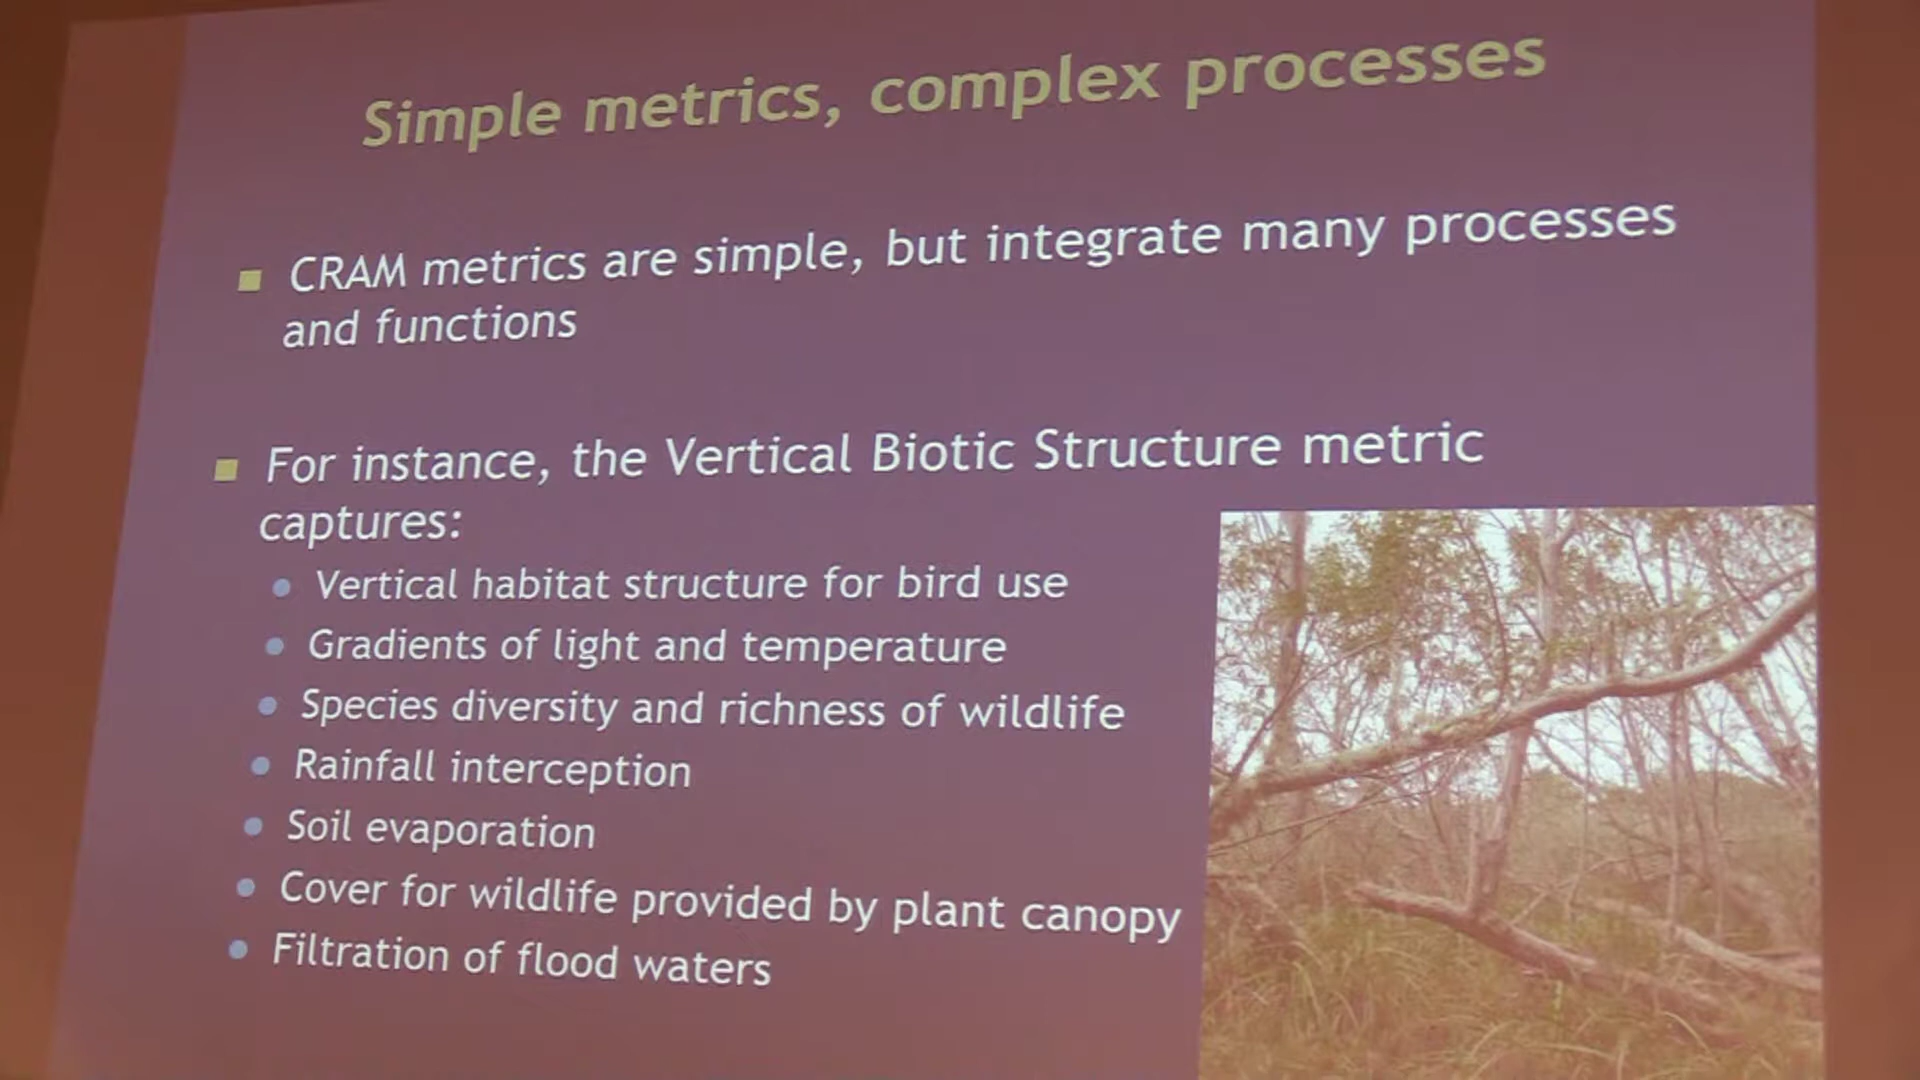 Simple metrics, complex processes
CRAM metrics are simple, but integrate many processes
and functions
For instance, the Vertical Biotic Structure metric
captures:
Vertical habitat structure for bird use
Gradients of light and temperature
Species diversity and richness of wildlife
Rainfall interception
Soil evaporation
Cover for wildlife provided by plant canopy
Filtration of flood waters